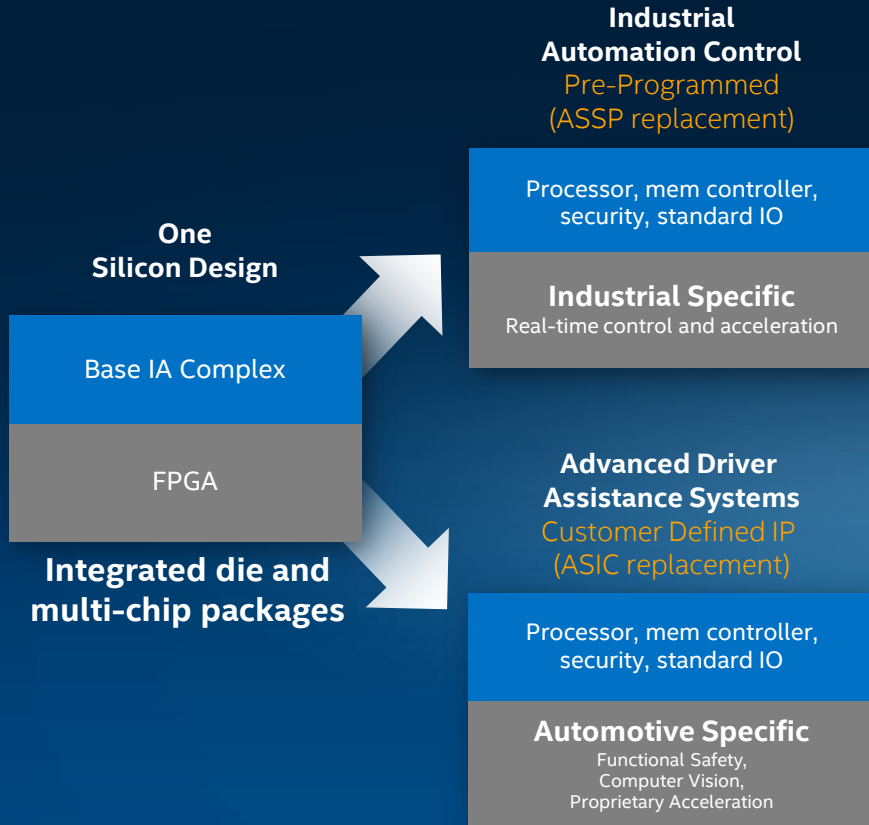 One
Silicon Design
Base IA Complex
FPGA
Integrated die and
multi-chip packages
Industrial
Automation Control
Pre-Programmed
(ASSP replacement)
Processor, mem controller,
security, standard IO
Industrial Specific
Real-time control and acceleration
Advanced Driver
Assistance Systems
Customer Defined IP
(ASIC replacement)
Processor, mem controller,
security, standard IO
Automotive Specific
Functional Safety,
Computer Vision,
Proprietary Acceleration